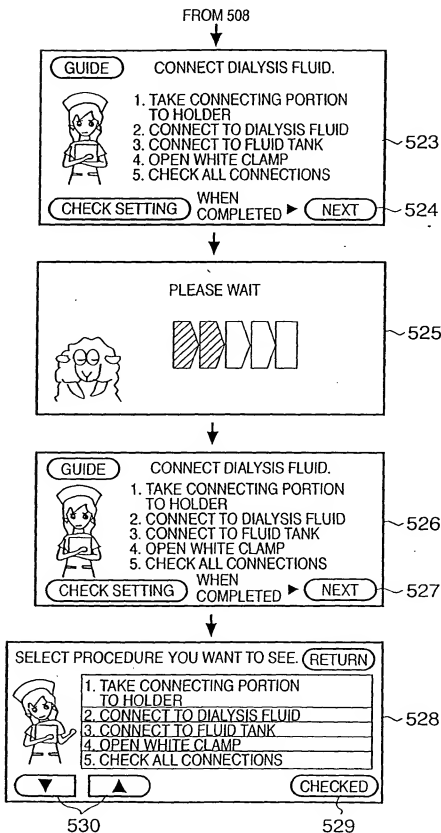 FROM 508
GUIDE CONNECT DIALYSIS FLUID.
1. TAKE CONNECTING PORTION
TO HOLDER
2. CONNECT TO DIALYSIS FLUID
3. CONNECT TO FLUID TANK
4. OPEN WHITE CLAMP
5. CHECK ALL CONNECTIONS
523
CHECK SETTING WHEN COMPLETED ▶ NEXT
524
PLEASE WAIT
525
GUIDE CONNECT DIALYSIS FLUID.
1. TAKE CONNECTING PORTION
TO HOLDER
2. CONNECT TO DIALYSIS FLUID
3. CONNECT TO FLUID TANK
4. OPEN WHITE CLAMP
5. CHECK ALL CONNECTIONS
526
CHECK SETTING WHEN COMPLETED ▶ NEXT
527
SELECT PROCEDURE YOU WANT TO SEE. RETURN
1. TAKE CONNECTING PORTION
TO HOLDER
2. CONNECT TO DIALYSIS FLUID
3. CONNECT TO FLUID TANK
4. OPEN WHITE CLAMP
5. CHECK ALL CONNECTIONS
528
▼ ▲ CHECKED
530 529